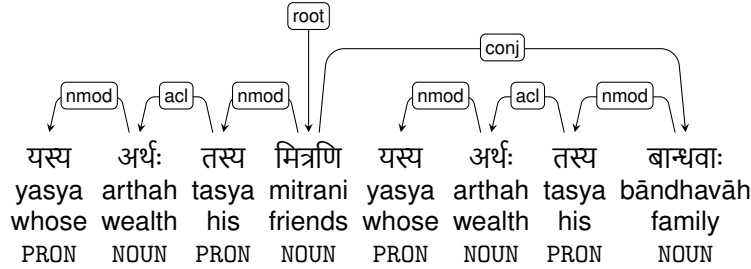 root
conj
nmod acl nmod nmod acl nmod
यस्य अर्थः तस्य मित्रणि यस्य अर्थः तस्य बान्धवाः
yasya arthah tasya mitrani yasya arthah tasya bāndhavāh
whose wealth his friends whose wealth his family
PRON NOUN PRON NOUN PRON NOUN PRON NOUN